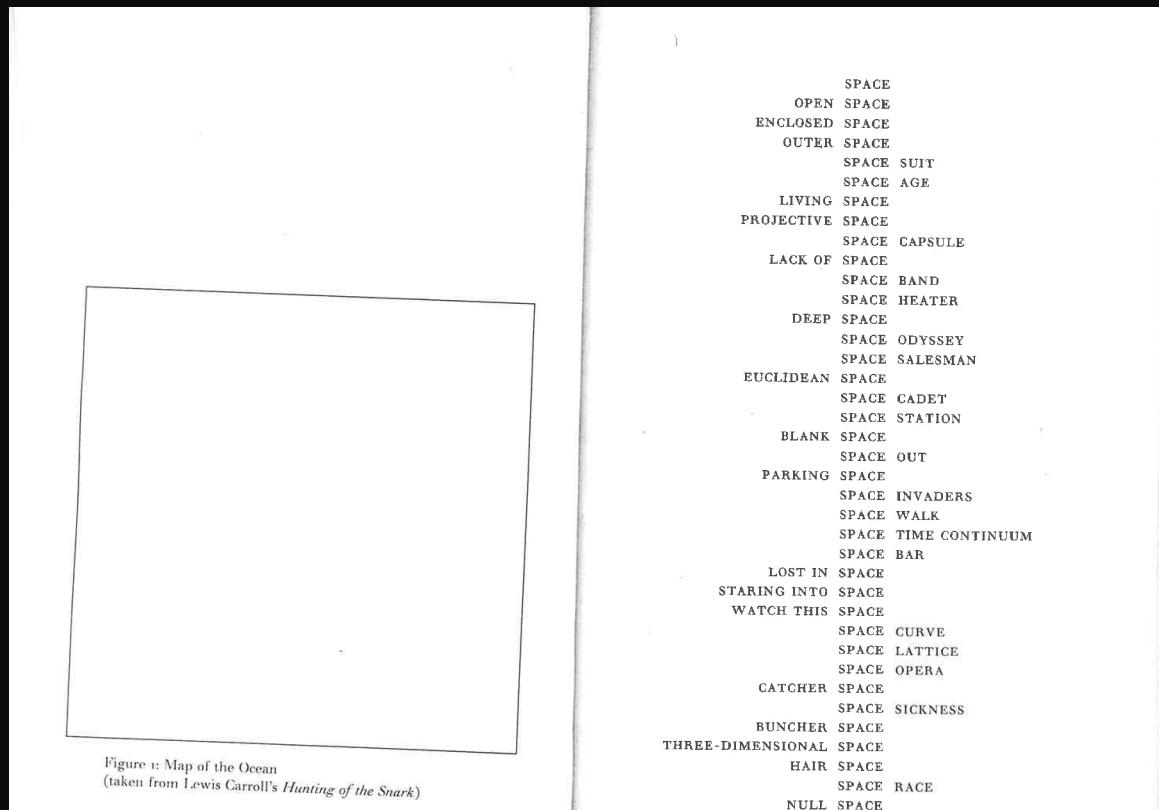 Figure 1: Map of the Ocean
(taken from Lewis Carroll's Hunting of the Snark)
SPACE
OPEN SPACE
ENCLOSED SPACE
OUTER SPACE
SPACE SUIT
SPACE AGE
LIVING SPACE
PROJECTIVE SPACE
SPACE CAPSULE
LACK OF SPACE
SPACE BAND
SPACE HEATER
DEEP SPACE
SPACE ODYSSEY
SPACE SALESMAN
EUCLIDEAN SPACE
SPACE CADET
SPACE STATION
BLANK SPACE
SPACE OUT
PARKING SPACE
SPACE INVADERS
SPACE WALK
SPACE TIME CONTINUUM
SPACE BAR
LOST IN SPACE
STARING INTO SPACE
WATCH THIS SPACE
SPACE CURVE
SPACE LATTICE
SPACE OPERA
CATCHER SPACE
SPACE SICKNESS
BUNCHER SPACE
THREE-DIMENSIONAL SPACE
HAIR SPACE
SPACE RACE
NULL SPACE